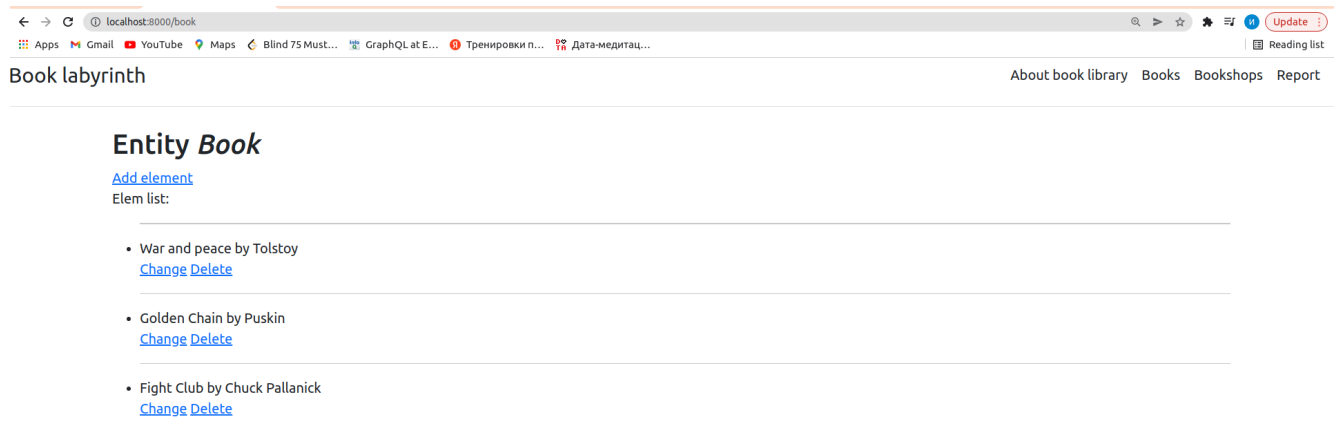 localhost:8000/book
Update
Apps Gmail YouTube Maps Blind 75 Must... GraphQL at E... Тренировки п... Дата-медитац... Reading list
Book labyrinth About book library Books Bookshops Report
Entity Book
Add element
Elem list:
War and peace by Tolstoy
Change Delete
Golden Chain by Puskin
Change Delete
Fight Club by Chuck Pallanick
Change Delete